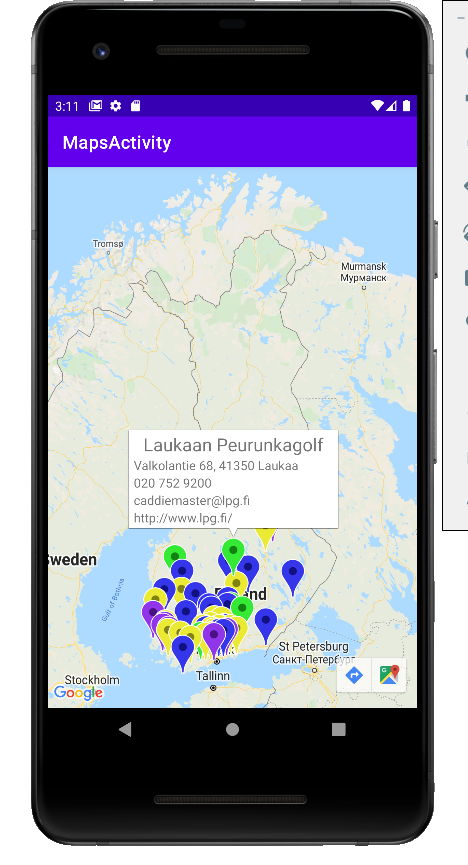 3:11
MapsActivity
Tromsø
Murmansk
Мурманск
Laukaan Peurunkagolf
Valkolantie 68, 41350 Laukaa
020 752 9200
caddiemaster@lpg.fi
http://www.lpg.fi/
Sweden
Gulf of Bothnia
St Petersburg
Санкт-Петербург
Tallinn
Stockholm
Google